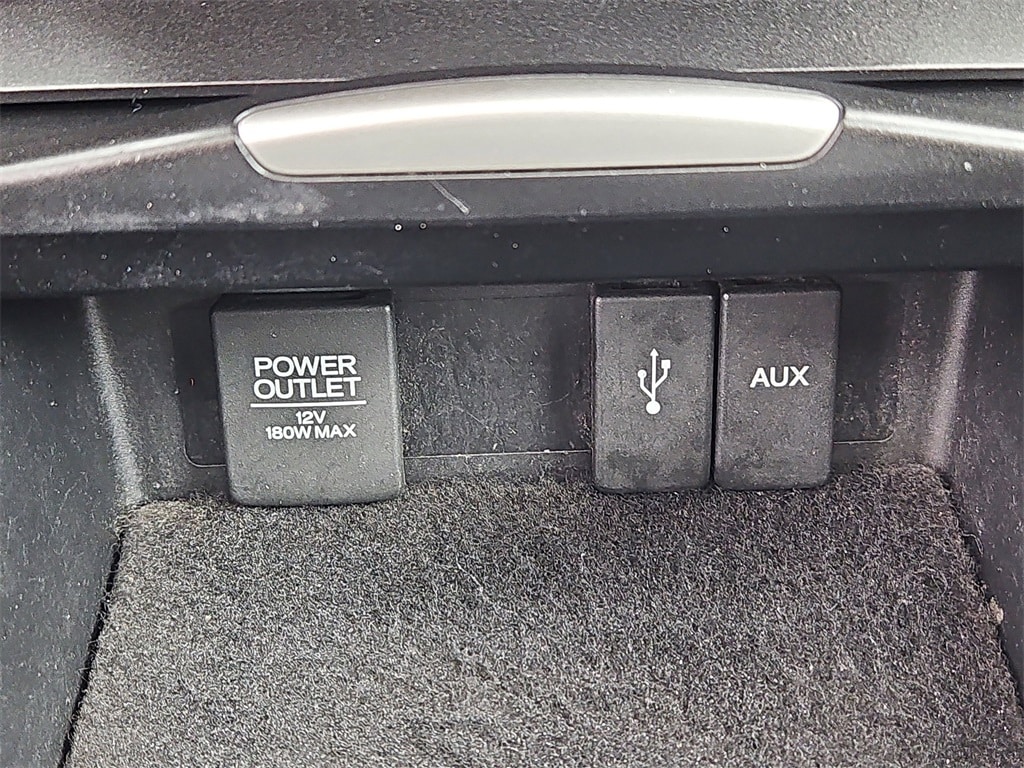 POWER
OUTLET
12V
180W MAX
AUX